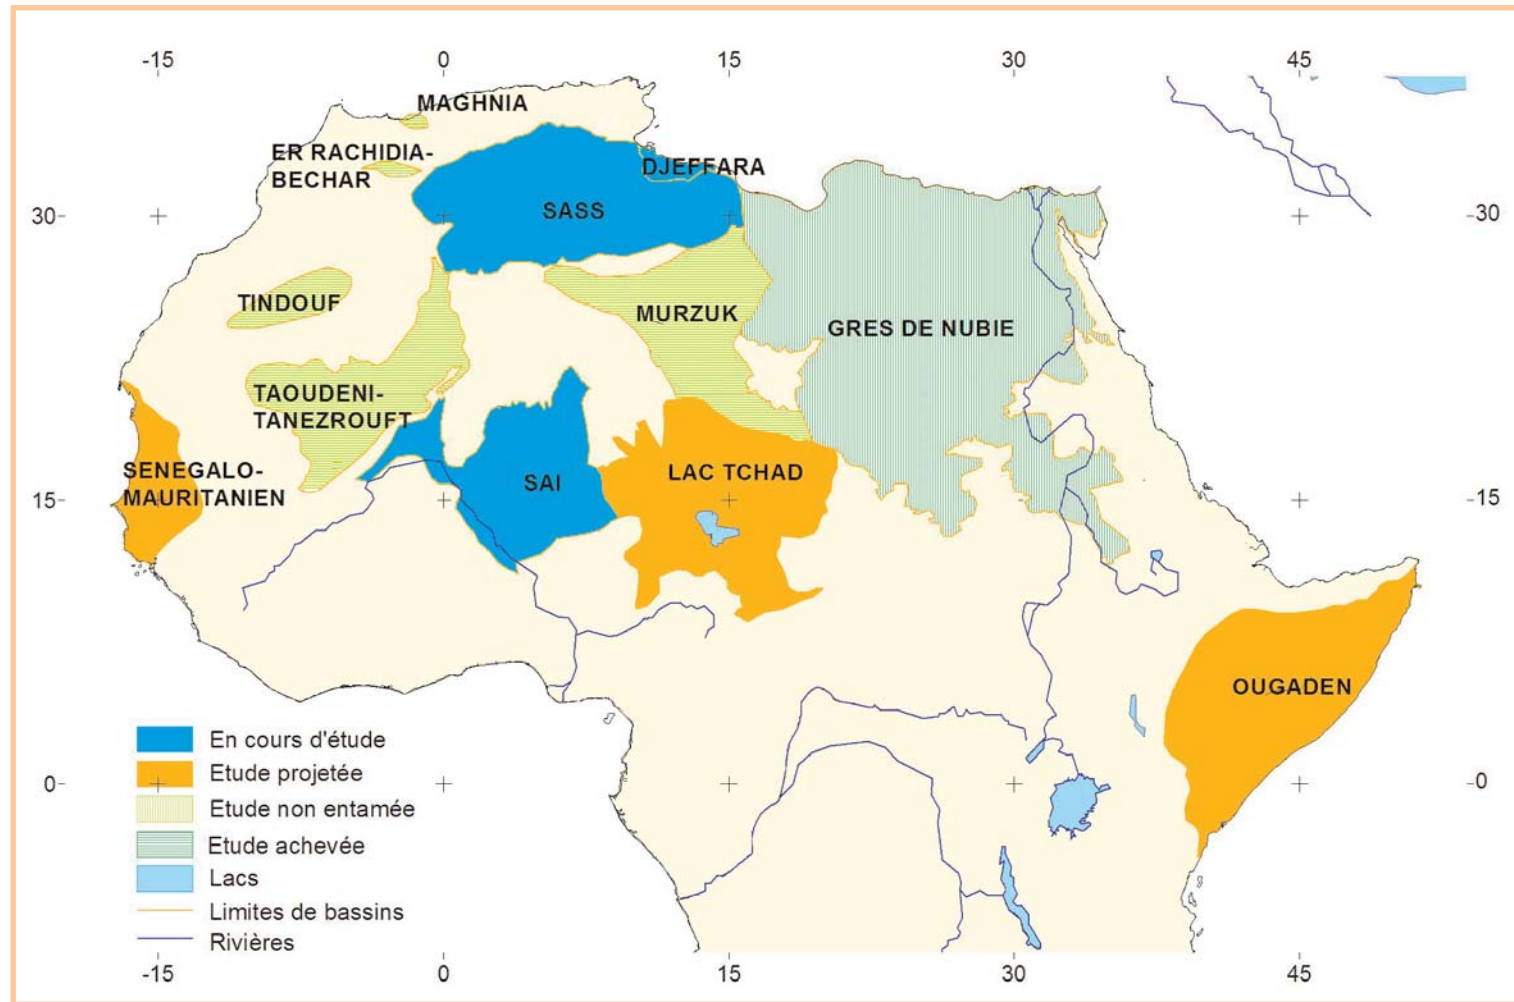 -15 0 15 30 45
MAGHNIA
ER RACHIDIA-
BECHAR
DJEFFARA
SASS
30 30
TINDOUF
MURZUK
GRES DE NUBIE
TAOUDENI-
TANEZROUFT
SENEGALO-
MAURITANIEN
SAI
LAC TCHAD
15 15
OUGADEN
En cours d'étude
Etude projetée
0 0
Etude non entamée
Etude achevée
Lacs
Limites de bassins
Rivières
-15 0 15 30 45